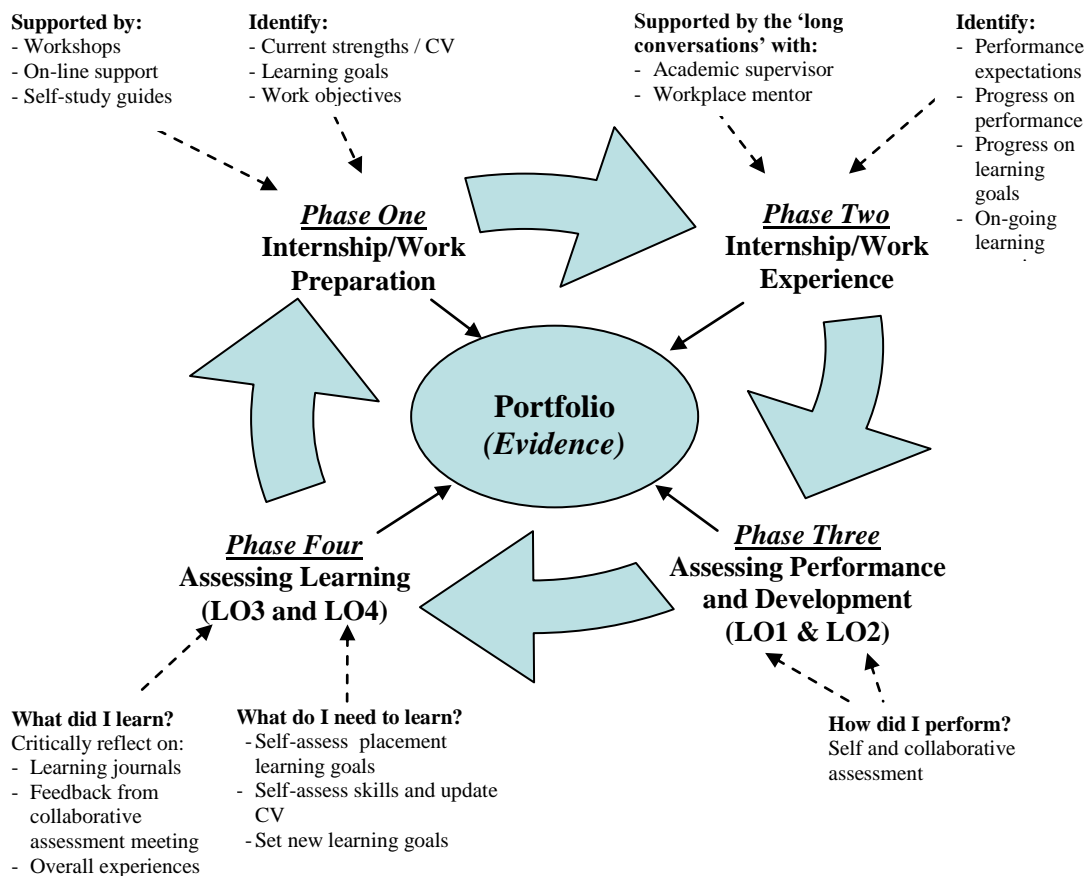 Supported by:
- Workshops
- On-line support
- Self-study guides
Identify:
- Current strengths / CV
- Learning goals
- Work objectives
Supported by the ‘long
conversations’ with:
- Academic supervisor
- Workplace mentor
Identify:
- Performance
expectations
- Progress on
performance
- Progress on
learning
goals
- On-going
learning
Phase One
Internship/Work
Preparation
Phase Two
Internship/Work
Experience
Portfolio
(Evidence)
Phase Four
Assessing Learning
(LO3 and LO4)
Phase Three
Assessing Performance
and Development
(LO1 & LO2)
What did I learn?
Critically reflect on:
- Learning journals
- Feedback from
collaborative
assessment meeting
- Overall experiences
What do I need to learn?
- Self-assess placement
learning goals
- Self-assess skills and update
CV
- Set new learning goals
How did I perform?
Self and collaborative
assessment